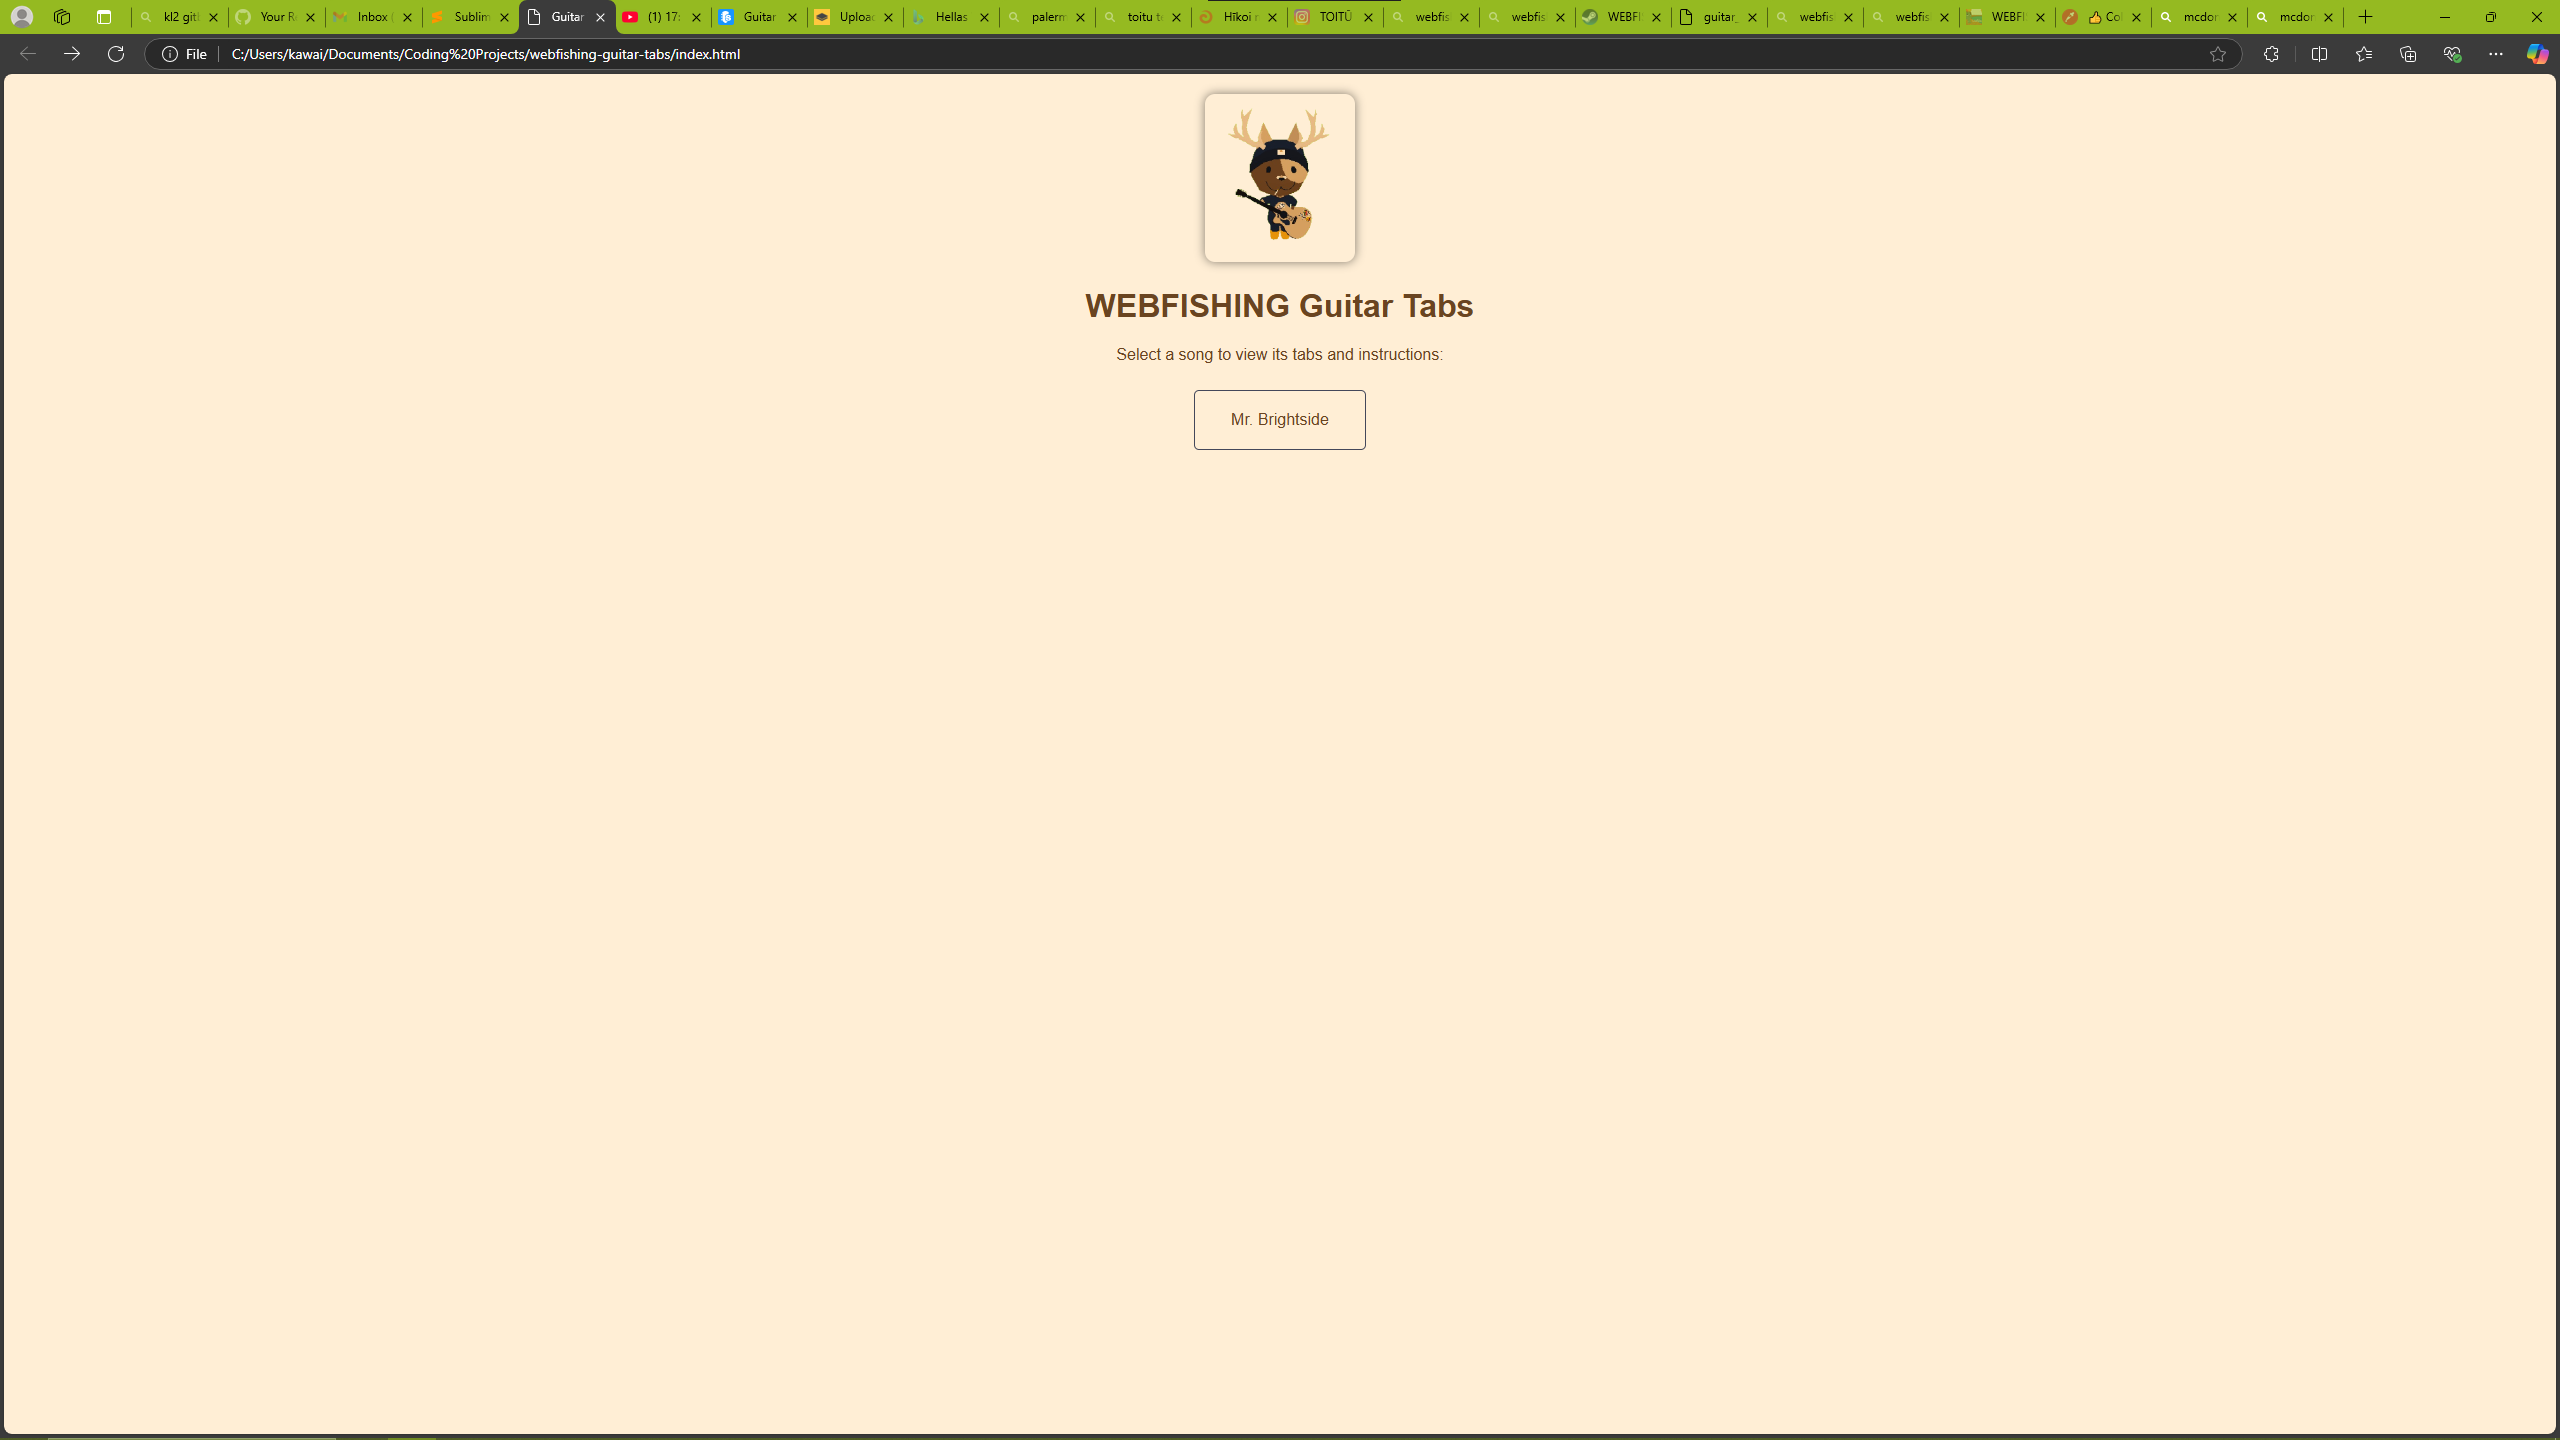 kl2 git
Your R
Inbox (
Sublim
Guitar
(1) 17:
Guitar
Uploa
Hellas
palerm
toitu t
Hīkoi r
TOITŪ
webfis
webfis
WEBFI
guitar_
webfis
webfis
WEBFI
👍 Co
mcdor
mcdor
File C:/Users/kawai/Documents/Coding%20Projects/webfishing-guitar-tabs/index.html
WEBFISHING Guitar Tabs
Select a song to view its tabs and instructions:
Mr. Brightside